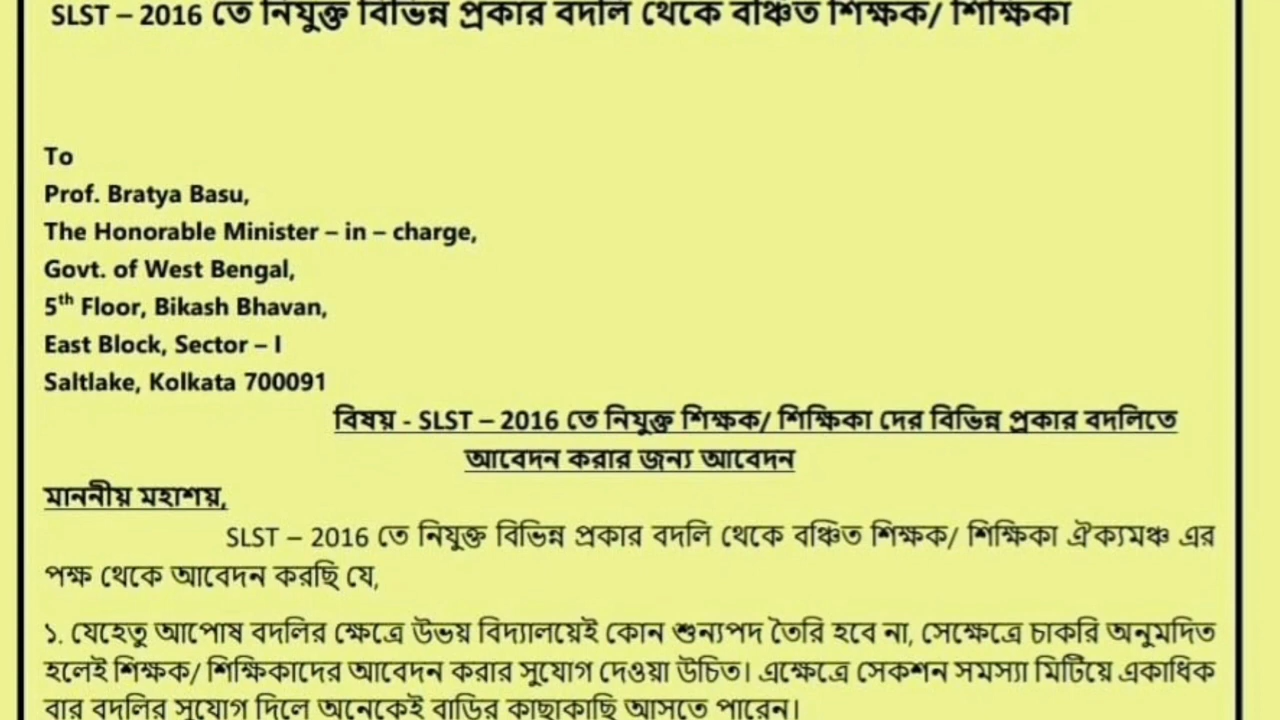 SLST – 2016 তে নিযুক্ত বিভিন্ন প্রকার বদলি থেকে বঞ্চিত শিক্ষক/ শিক্ষিকা
To
Prof. Bratya Basu,
The Honorable Minister – in – charge,
Govt. of West Bengal,
5th Floor, Bikash Bhavan,
East Block, Sector – I
Saltlake, Kolkata 700091
বিষয় - SLST – 2016 তে নিযুক্ত শিক্ষক/ শিক্ষিকা দের বিভিন্ন প্রকার বদলিতে
আবেদন করার জন্য আবেদন
মাননীয় মহাশয়,
SLST – 2016 তে নিযুক্ত বিভিন্ন প্রকার বদলি থেকে বঞ্চিত শিক্ষক/ শিক্ষিকা ঐক্যমঞ্চ এর
পক্ষ থেকে আবেদন করছি যে,
১. যেহেতু আপোষ বদলির ক্ষেত্রে উভয় বিদ্যালয়েই কোন শুন্যপদ তৈরি হবে না, সেক্ষেত্রে চাকরি অনুমদিত
হলেই শিক্ষক/ শিক্ষিকাদের আবেদন করার সুযোগ দেওয়া উচিত। এক্ষেত্রে সেকশন সমস্যা মিটিয়ে একাধিক
বার বদলির সুযোগ দিলে অনেকেই বাড়ির কাছাকাছি আসতে পারেন।